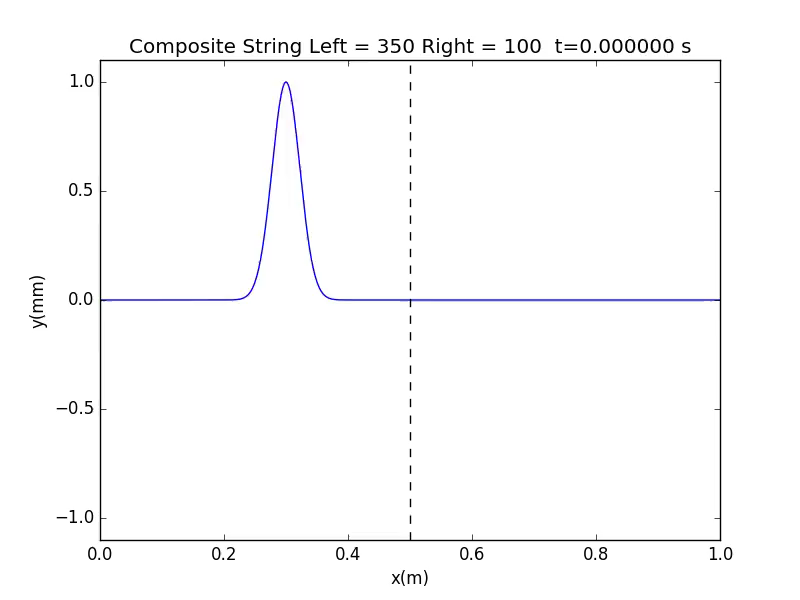 Composite String Left = 350 Right = 100  t=0.000000 s
1.0
0.5
0.0
−0.5
−1.0
y(mm)
0.0 0.2 0.4 0.6 0.8 1.0
x(m)